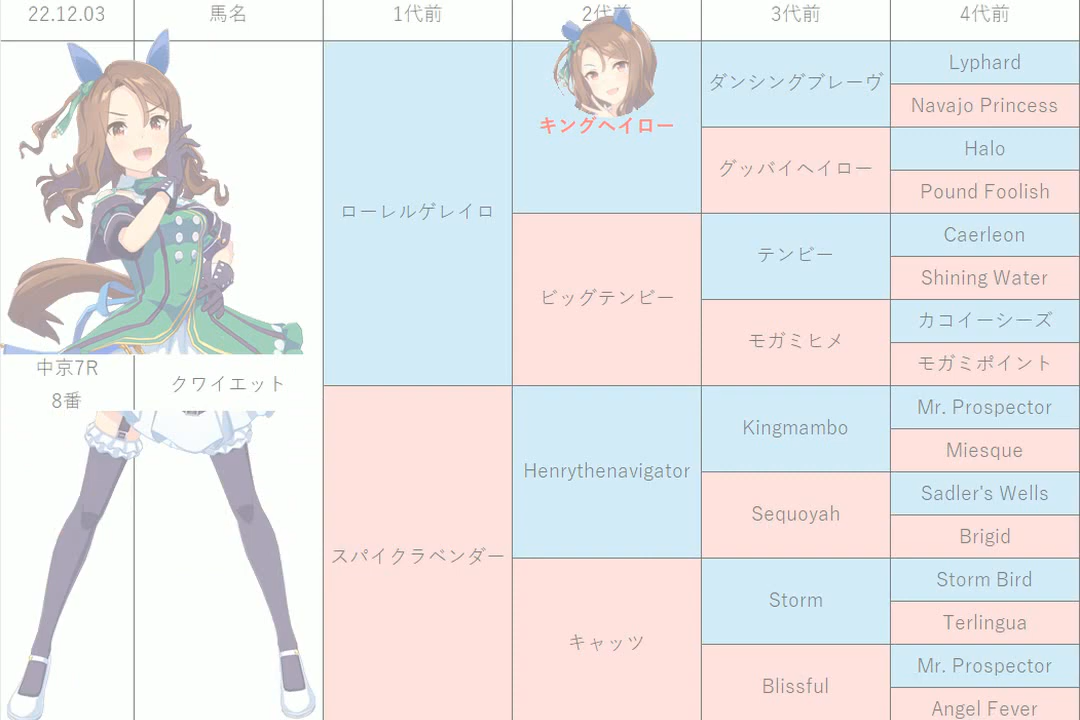 22.12.03 馬名 1代前 2代前 3代前 4代前
中京7R
8番
クワイエット
ローレルゲレイロ
スパイクラベンダー
キングヘイロー
ビッグテンビー
Henrythenavigator
キャッツ
ダンシングブレーヴ
グッバイヘイロー
テンビー
モガミヒメ
Kingmambo
Sequoyah
Storm
Blissful
Lyphard
Navajo Princess
Halo
Pound Foolish
Caerleon
Shining Water
カコイーシーズ
モガミポイント
Mr. Prospector
Miesque
Sadler's Wells
Brigid
Storm Bird
Terlingua
Mr. Prospector
Angel Fever